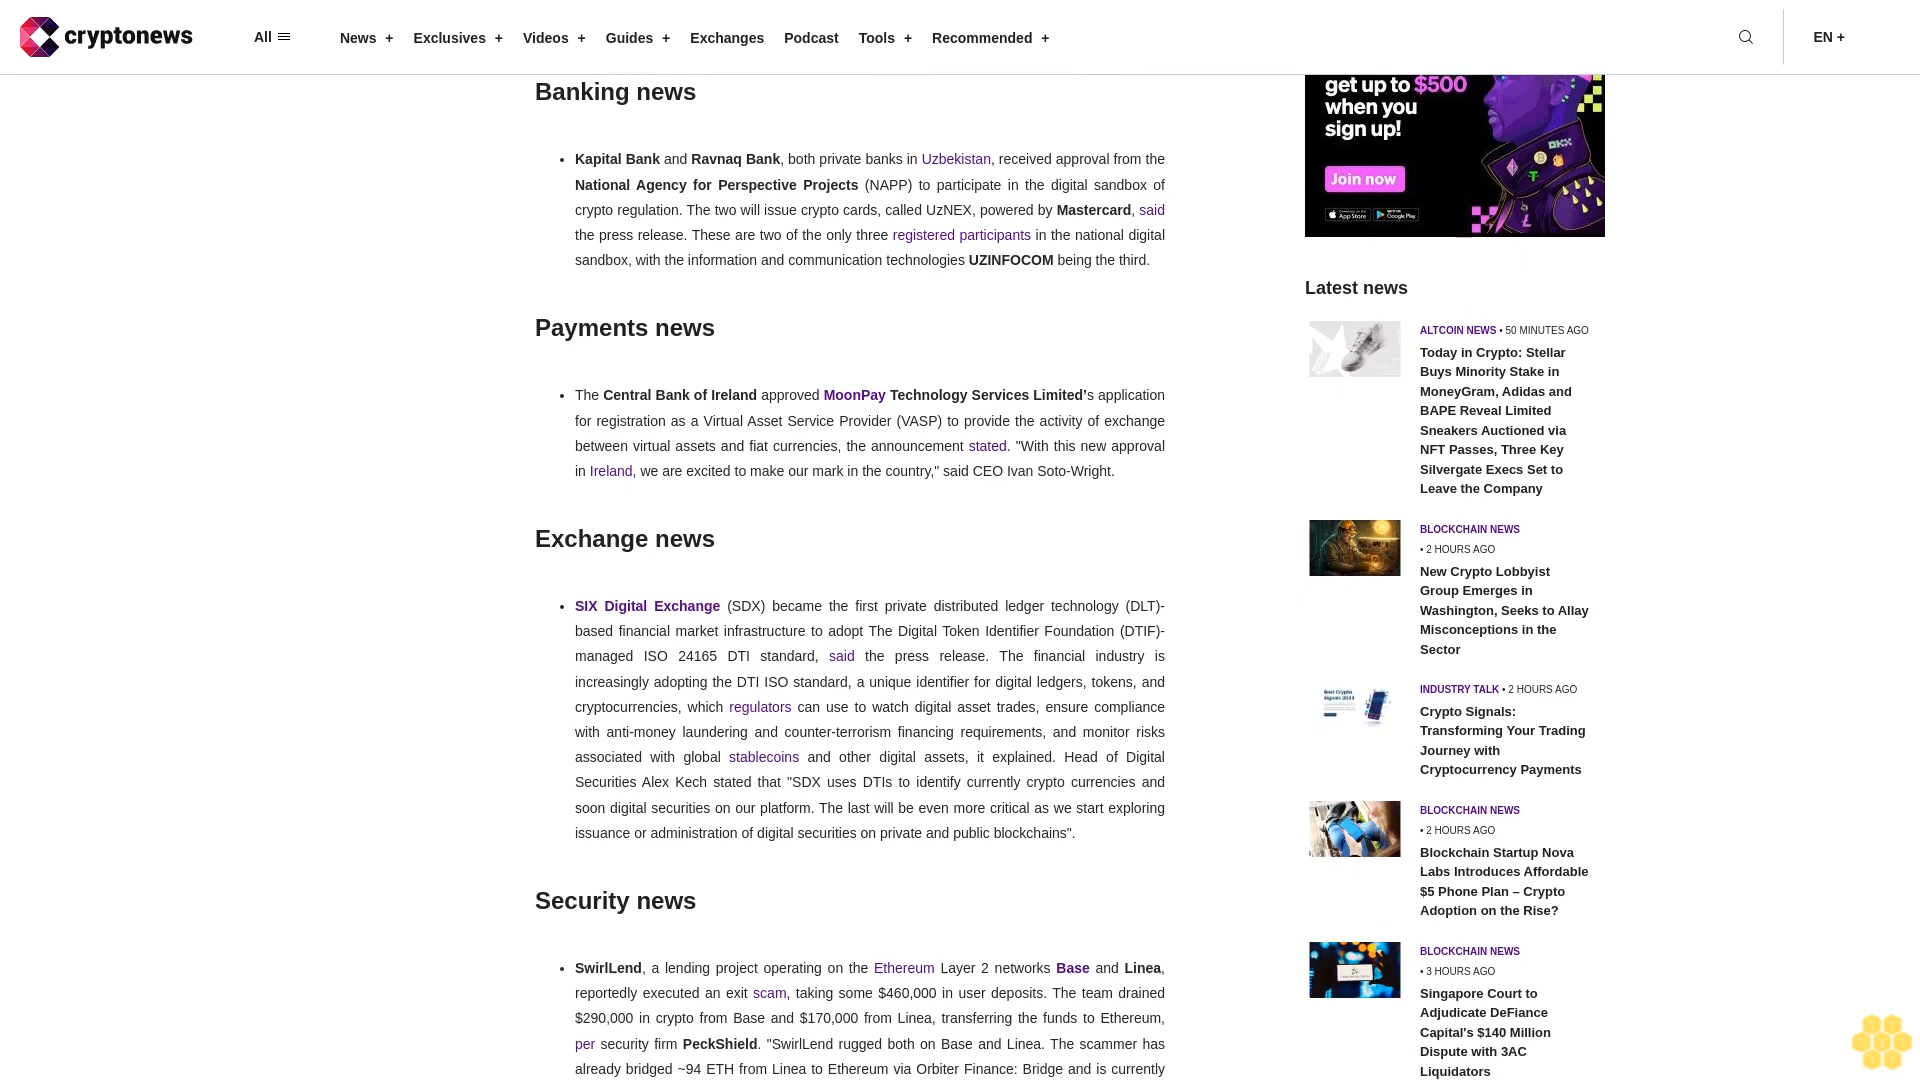 cryptonews
All
News +
Exclusives +
Videos +
Guides +
Exchanges
Podcast
Tools +
Recommended +
EN +
Banking news
• Kapital Bank and Ravnaq Bank, both private banks in Uzbekistan, received approval from the
National Agency for Perspective Projects (NAPP) to participate in the digital sandbox of
crypto regulation. The two will issue crypto cards, called UzNEX, powered by Mastercard, said
the press release. These are two of the only three registered participants in the national digital
sandbox, with the information and communication technologies UZINFOCOM being the third.
Payments news
• The Central Bank of Ireland approved MoonPay Technology Services Limited’s application
for registration as a Virtual Asset Service Provider (VASP) to provide the activity of exchange
between virtual assets and fiat currencies, the announcement stated. "With this new approval
in Ireland, we are excited to make our mark in the country," said CEO Ivan Soto-Wright.
Exchange news
• SIX Digital Exchange (SDX) became the first private distributed ledger technology (DLT)-
based financial market infrastructure to adopt The Digital Token Identifier Foundation (DTIF)-
managed ISO 24165 DTI standard, said the press release. The financial industry is
increasingly adopting the DTI ISO standard, a unique identifier for digital ledgers, tokens, and
cryptocurrencies, which regulators can use to watch digital asset trades, ensure compliance
with anti-money laundering and counter-terrorism financing requirements, and monitor risks
associated with global stablecoins and other digital assets, it explained. Head of Digital
Securities Alex Kech stated that "SDX uses DTIs to identify currently crypto currencies and
soon digital securities on our platform. The last will be even more critical as we start exploring
issuance or administration of digital securities on private and public blockchains".
Security news
• SwirlLend, a lending project operating on the Ethereum Layer 2 networks Base and Linea,
reportedly executed an exit scam, taking some $460,000 in user deposits. The team drained
$290,000 in crypto from Base and $170,000 from Linea, transferring the funds to Ethereum,
per security firm PeckShield. "SwirlLend rugged both on Base and Linea. The scammer has
already bridged ~94 ETH from Linea to Ethereum via Orbiter Finance: Bridge and is currently
get up to $500
when you
sign up!
Join now
App Store
Google Play
OKX
Latest news
ALTCOIN NEWS • 50 MINUTES AGO
Today in Crypto: Stellar
Buys Minority Stake in
MoneyGram, Adidas and
BAPE Reveal Limited
Sneakers Auctioned via
NFT Passes, Three Key
Silvergate Execs Set to
Leave the Company
BLOCKCHAIN NEWS
• 2 HOURS AGO
New Crypto Lobbyist
Group Emerges in
Washington, Seeks to Allay
Misconceptions in the
Sector
Best Crypto
Signals 2023
INDUSTRY TALK • 2 HOURS AGO
Crypto Signals:
Transforming Your Trading
Journey with
Cryptocurrency Payments
BLOCKCHAIN NEWS
• 2 HOURS AGO
Blockchain Startup Nova
Labs Introduces Affordable
$5 Phone Plan – Crypto
Adoption on the Rise?
BLOCKCHAIN NEWS
• 3 HOURS AGO
Singapore Court to
Adjudicate DeFiance
Capital's $140 Million
Dispute with 3AC
Liquidators